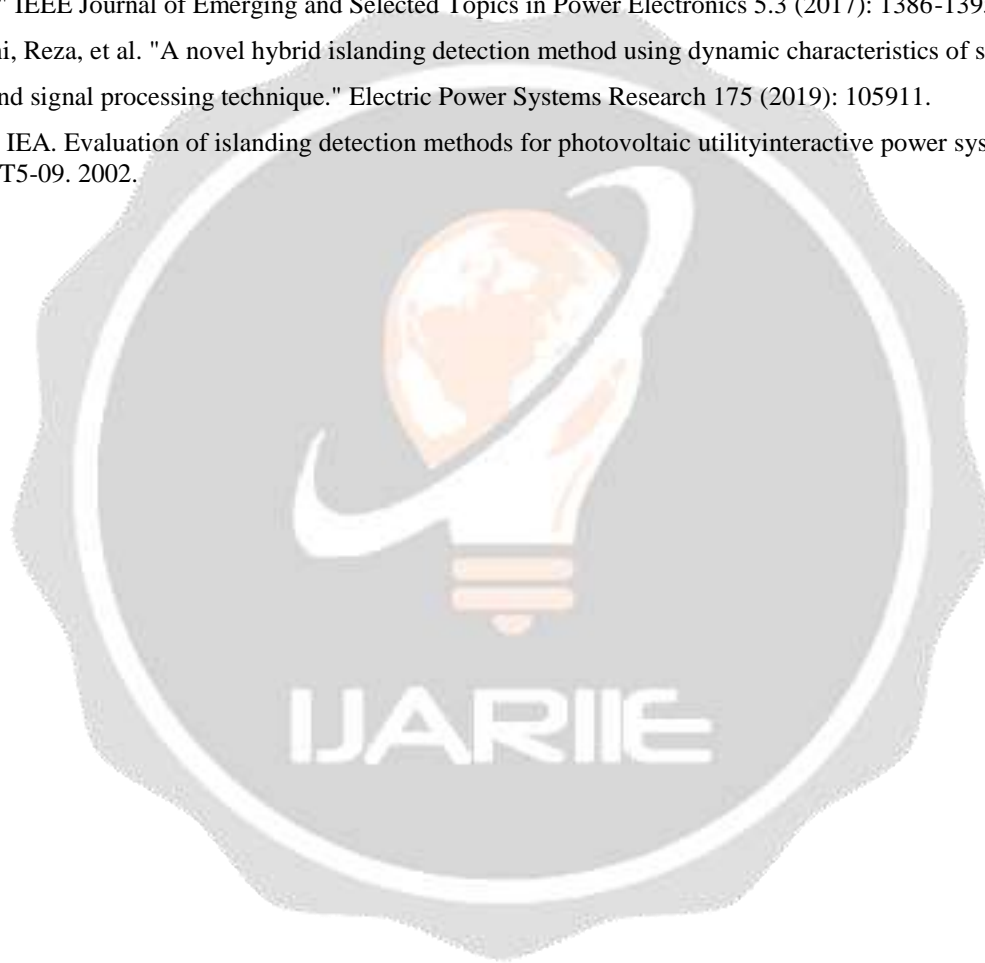 " IEEE Journal of Emerging and Selected Topics in Power Electronics 5.3 (2017): 1386-139
Reza, et al. "A novel hybrid islanding detection method using dynamic characteristics of
signal processing technique." Electric Power Systems Research 175 (2019): 105911.
IEA. Evaluation of islanding detection methods for photovoltaic utilityinteractive power
T5-09. 2002.
IJARIIE